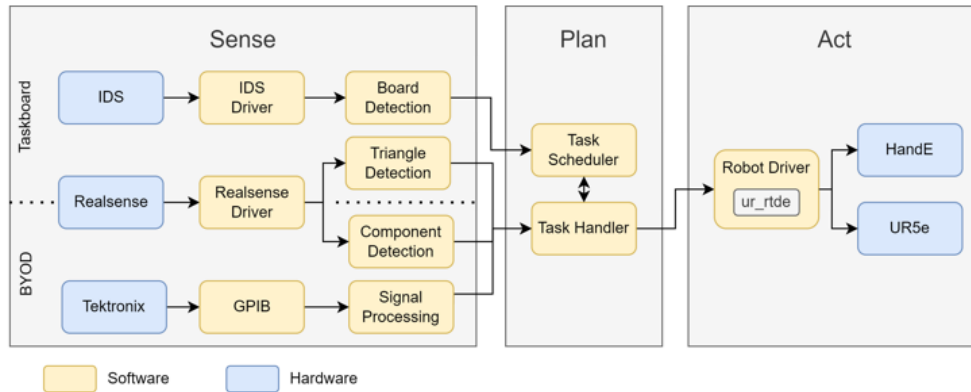 Sense
Plan
Act
Taskboard
BYOD
IDS
IDS
Driver
Board
Detection
Triangle
Detection
Realsense
Realsense
Driver
Component
Detection
Tektronix
GPIB
Signal
Processing
Task
Scheduler
Task Handler
Robot Driver
ur_rtde
HandE
UR5e
Software
Hardware